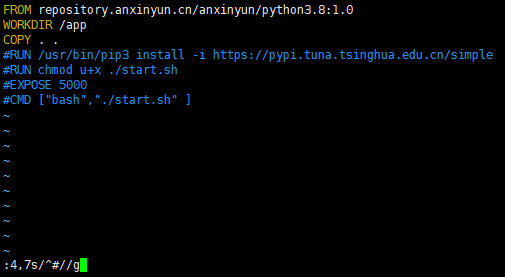 FROM repository.anxinyun.cn/anxinyun/python3.8:1.0
WORKDIR /app
COPY . .
#RUN /usr/bin/pip3 install -i https://pypi.tuna.tsinghua.edu.cn/simple
#RUN chmod u+x ./start.sh
#EXPOSE 5000
#CMD ["bash","./start.sh" ]
~
~
~
~
~
~
~
~
~
~
:4,7s/^#//g